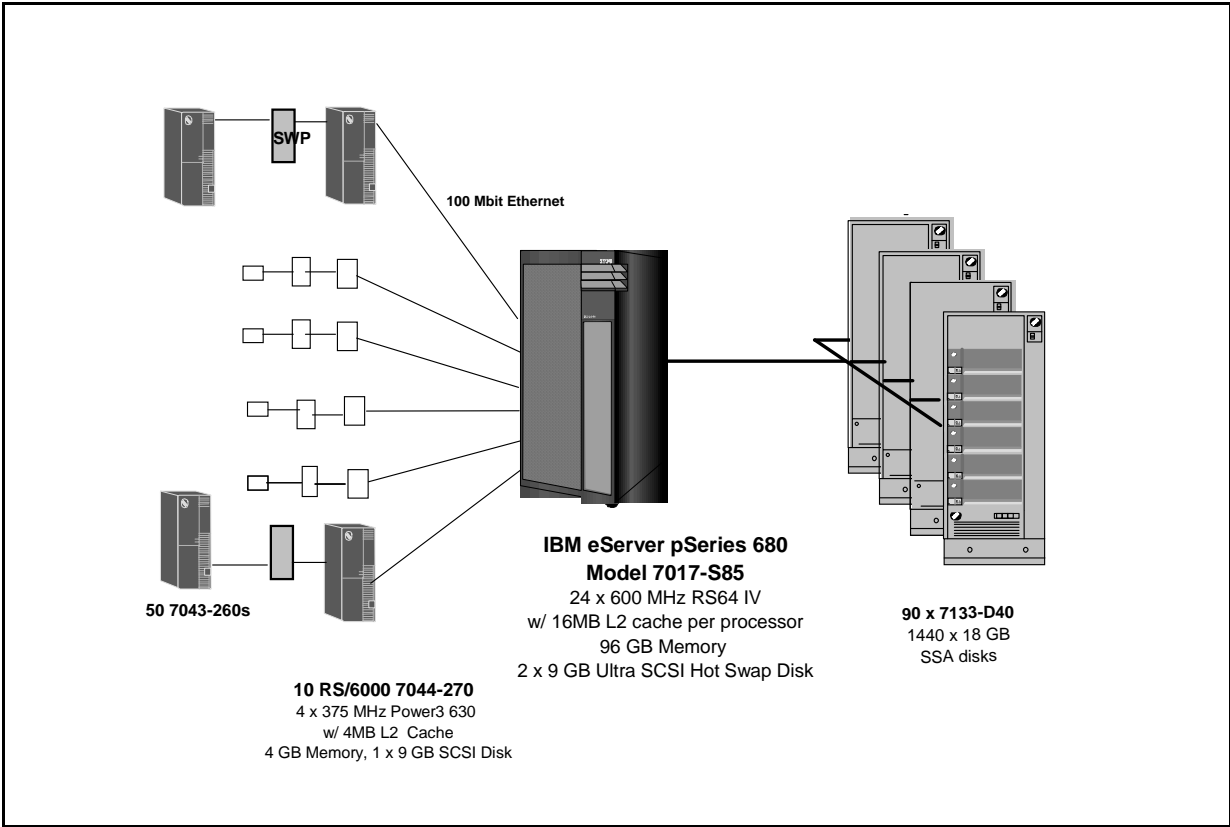 SWP
100 Mbit Ethernet
50 7043-260s
10 RS/6000 7044-270
4 x 375 MHz Power3 630
w/ 4MB L2 Cache
4 GB Memory, 1 x 9 GB SCSI Disk
IBM eServer pSeries 680
Model 7017-S85
24 x 600 MHz RS64 IV
w/ 16MB L2 cache per processor
96 GB Memory
2 x 9 GB Ultra SCSI Hot Swap Disk
90 x 7133-D40
1440 x 18 GB
SSA disks